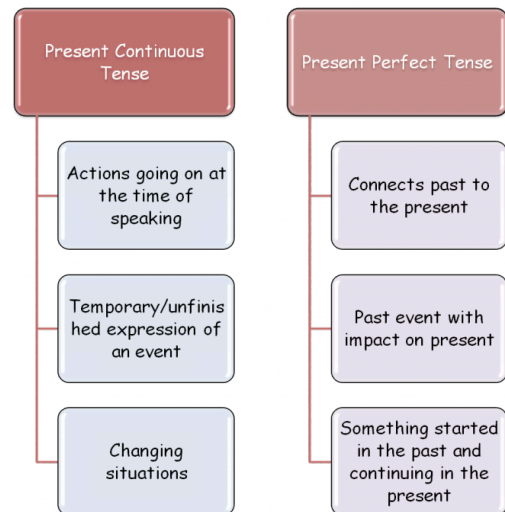 Present Continuous
Tense
Actions going on at
the time of
speaking
Temporary/unfinis
hed expression of
an event
Changing
situations
Present Perfect Tense
Connects past to
the present
Past event with
impact on present
Something started
in the past and
continuing in the
present